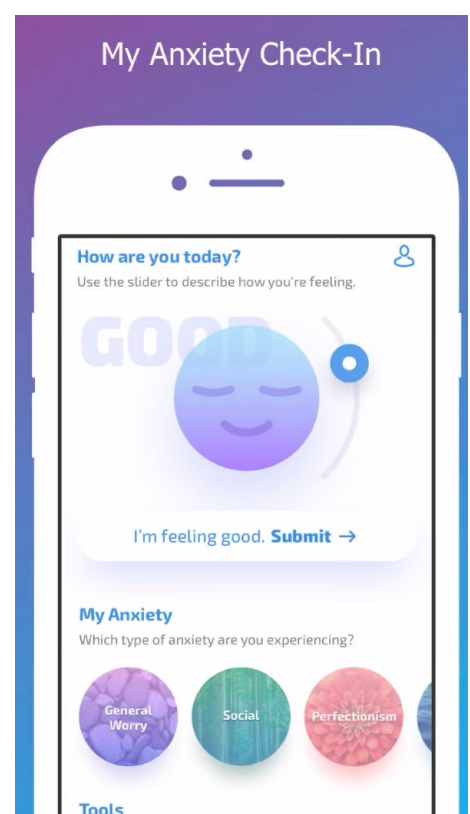 My Anxiety Check-In
How are you today?
Use the slider to describe how you're feeling.
GOOD
I'm feeling good. Submit →
My Anxiety
Which type of anxiety are you experiencing?
General
Worry
Social
Perfectionism
Tools